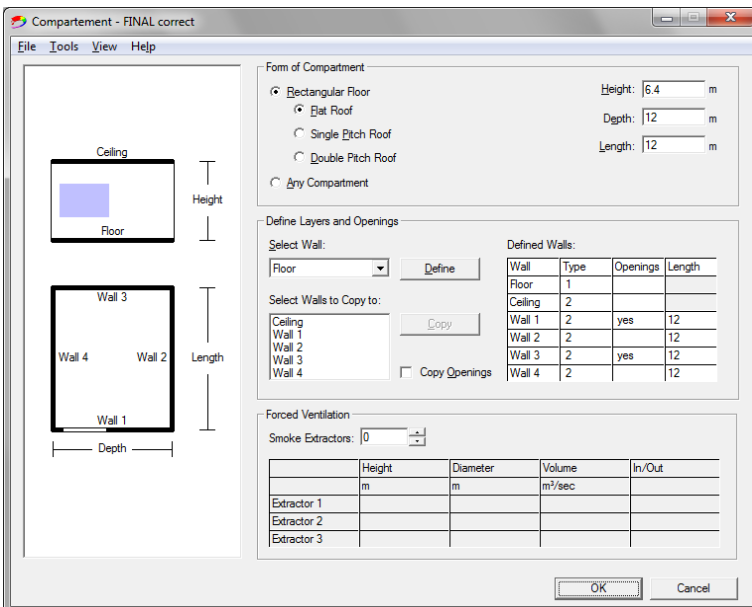 Compartement - FINAL correct
File Tools View Help
Ceiling
Height
Floor
Wall 3
Wall 4 Wall 2 Length
Wall 1
Depth
Form of Compartment
Rectangular Floor
Flat Roof
Single Pitch Roof
Double Pitch Roof
Any Compartment
Height: 6.4 m
Depth: 12 m
Length: 12 m
Define Layers and Openings
Select Wall:
Floor Define
Select Walls to Copy to:
Ceiling
Wall 1
Wall 2
Wall 3
Wall 4
Copy
Copy Openings
Defined Walls:
Wall Type Openings Length
Floor 1
Ceiling 2
Wall 1 2 yes 12
Wall 2 2 12
Wall 3 2 yes 12
Wall 4 2 12
Forced Ventilation
Smoke Extractors: 0
Height Diameter Volume In/Out
m m m³/sec
Extractor 1
Extractor 2
Extractor 3
OK Cancel